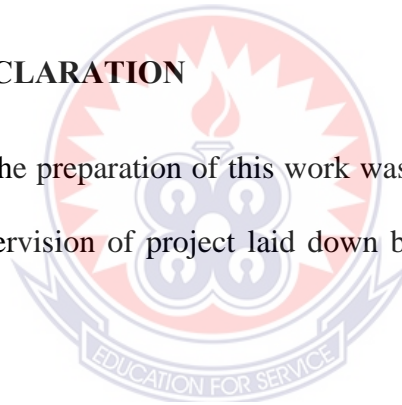 CLARATION
he preparation of this work was
ervision of project laid down b
EDUCATION FOR SERVICE